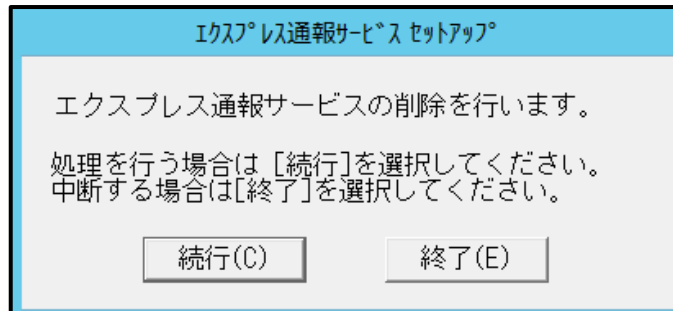 ｴｸｽﾌﾟﾚｽ通報ｻｰﾋﾞｽ ｾｯﾄｱｯﾌﾟ
エクスプレス通報サービスの削除を行います。
処理を行う場合は [続行]を選択してください。
中断する場合は[終了]を選択してください。
続行(C)
終了(E)